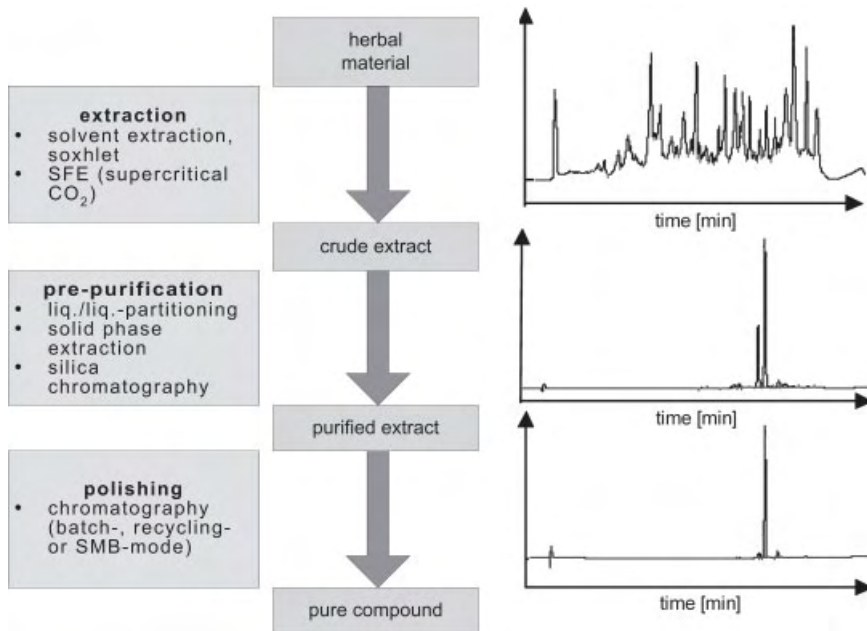 herbal
material
extraction
• solvent extraction,
soxhlet
• SFE (supercritical
CO₂)
time [min]
crude extract
pre-purification
• liq./liq.-partitioning
• solid phase
extraction
• silica
chromatography
time [min]
purified extract
polishing
• chromatography
(batch-, recycling-
or SMB-mode)
time [min]
pure compound